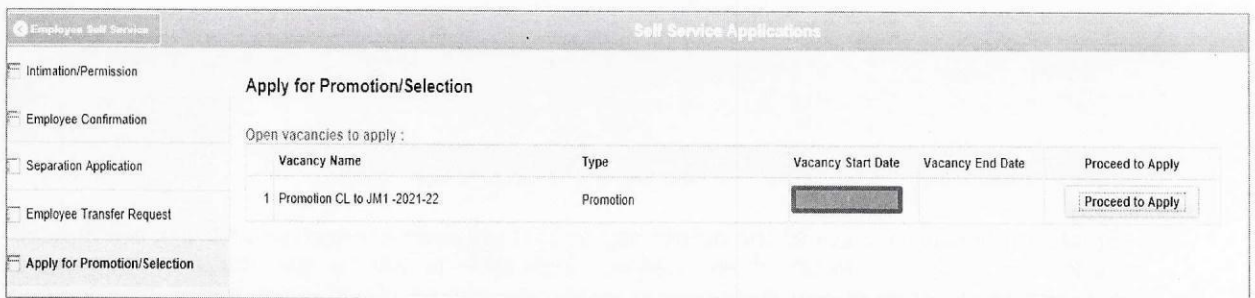 Employee Self Service
Self Service Applications
Intimation/Permission
Employee Confirmation
Separation Application
Employee Transfer Request
Apply for Promotion/Selection
Apply for Promotion/Selection
Open vacancies to apply :
Vacancy Name Type Vacancy Start Date Vacancy End Date Proceed to Apply
1 Promotion CL to JM1 -2021-22 Promotion Proceed to Apply